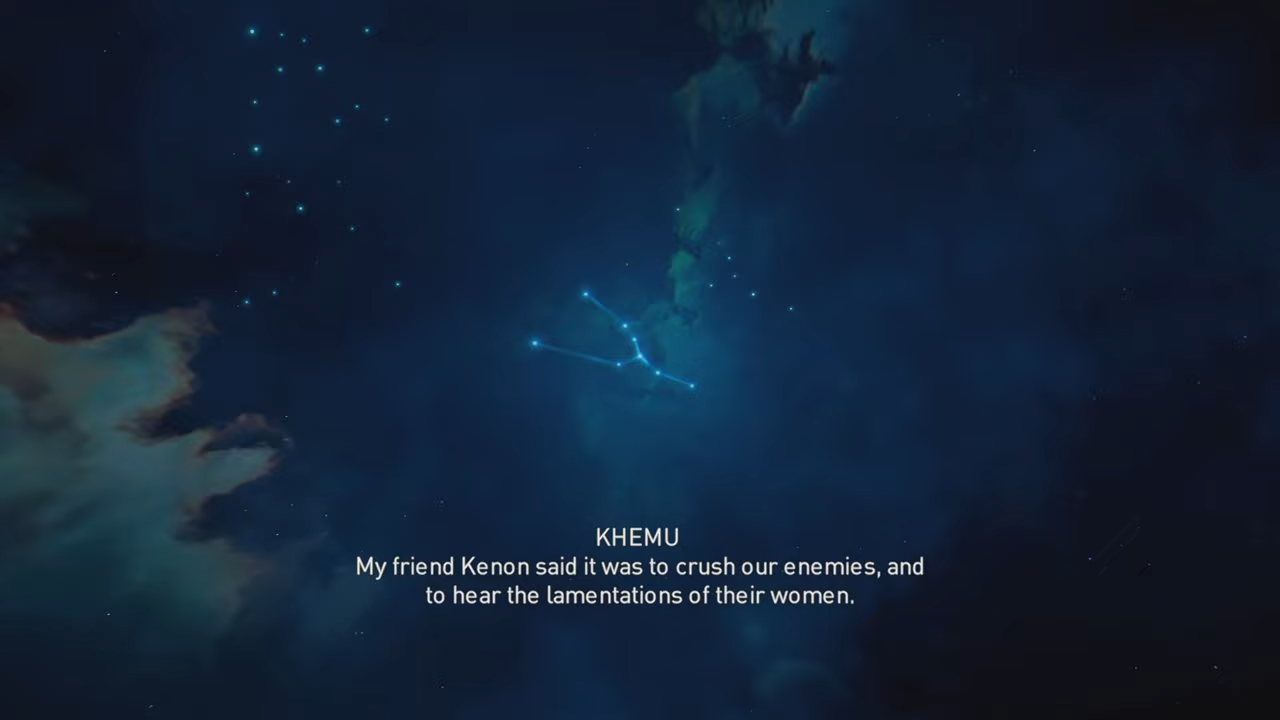 KHEMU
My friend Kenon said it was to crush our enemies, and
to hear the lamentations of their women.